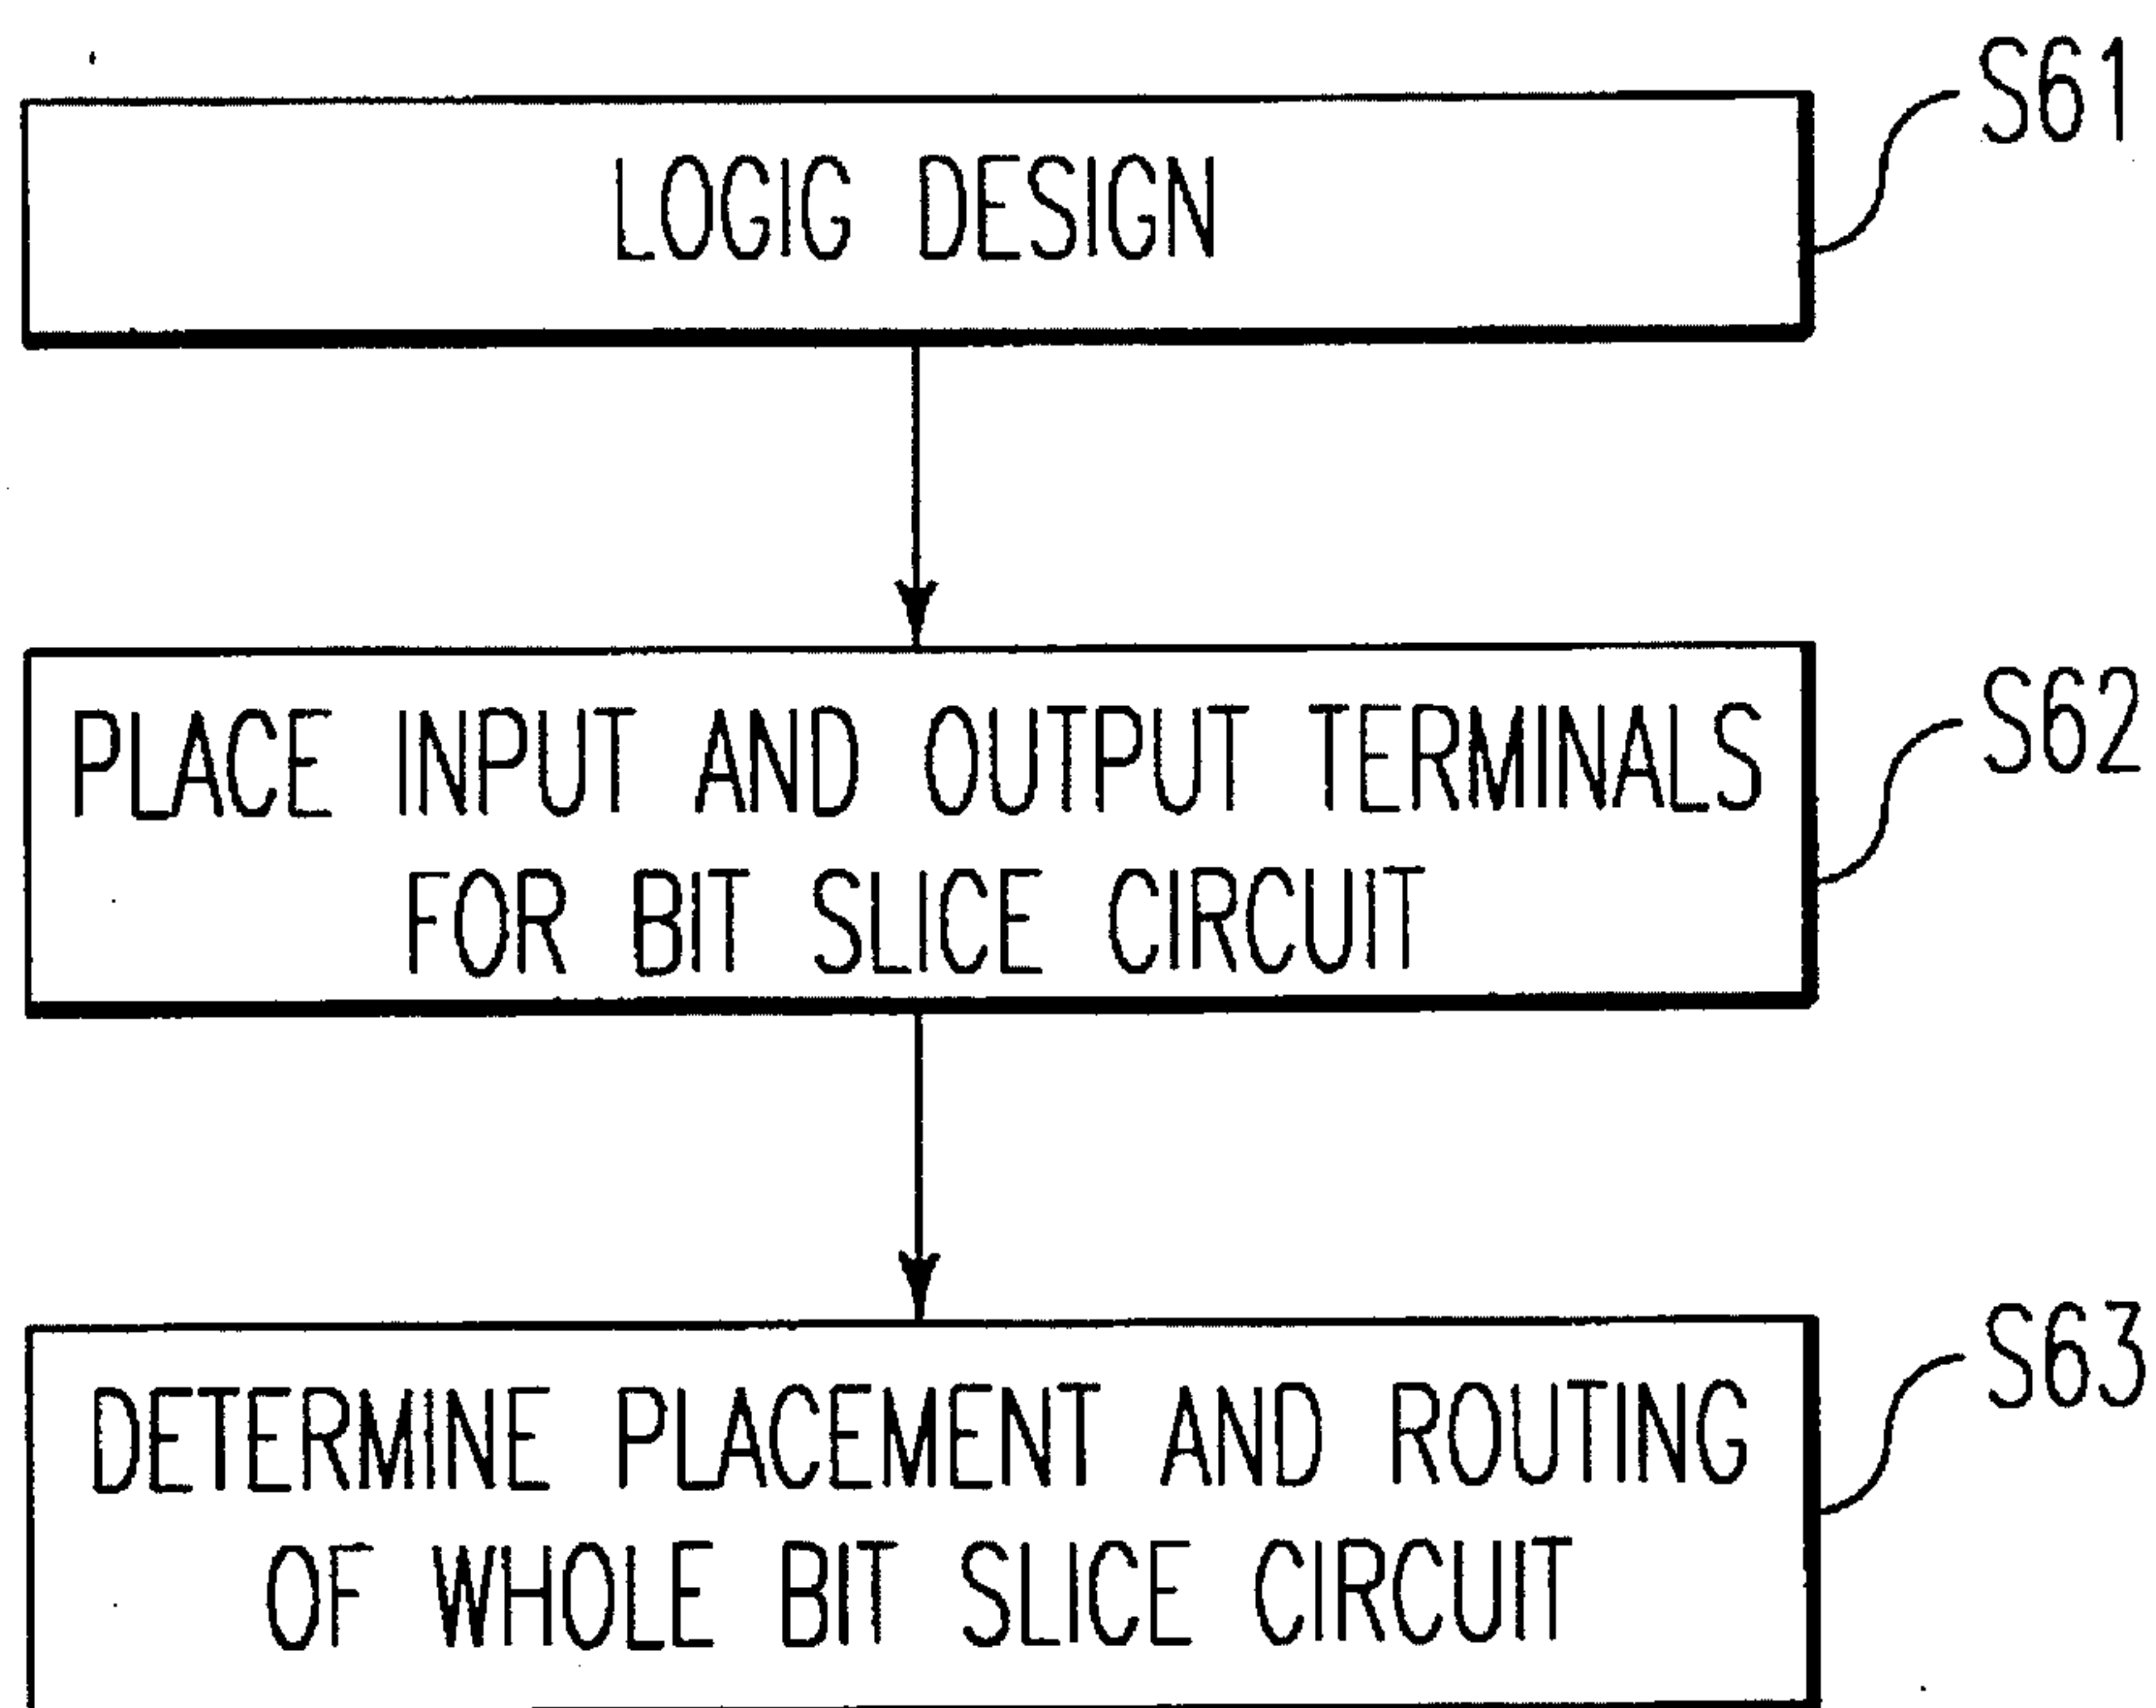 S61
LOGIG DESIGN
S62
PLACE INPUT AND OUTPUT TERMINALS
FOR BIT SLICE CIRCUIT
S63
DETERMINE PLACEMENT AND ROUTING
OF WHOLE BIT SLICE CIRCUIT